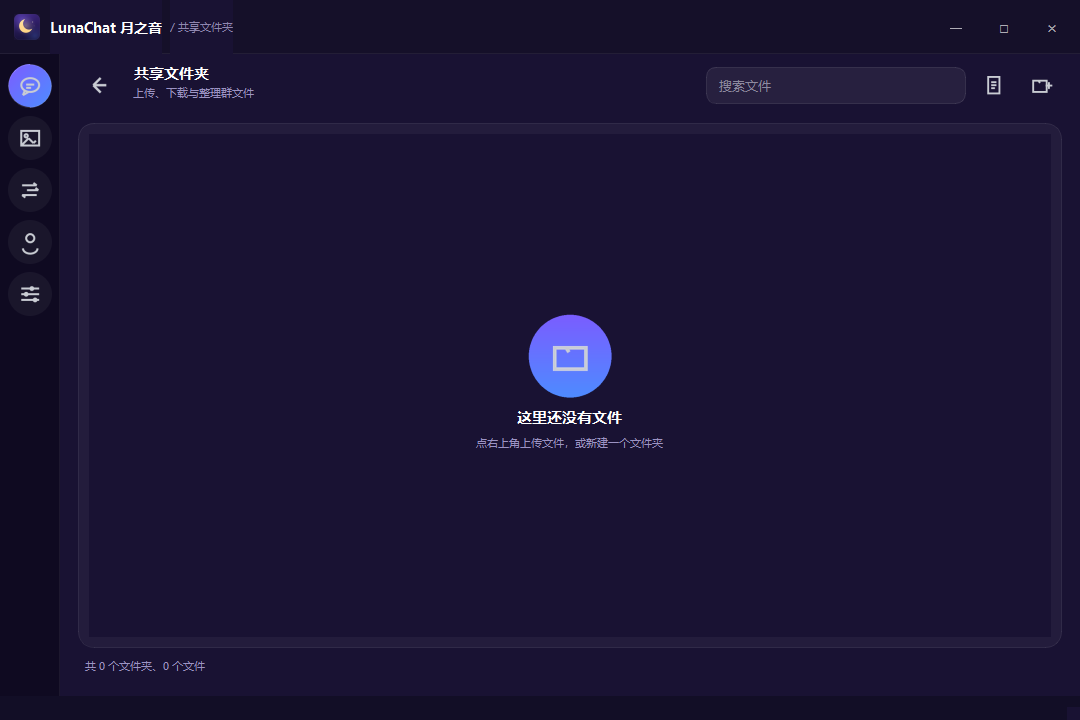 LunaChat 月之音 / 共享文件夹
共享文件夹
上传、下载与整理群文件
搜索文件
这里还没有文件
点右上角上传文件，或新建一个文件夹
共 0 个文件夹、0 个文件